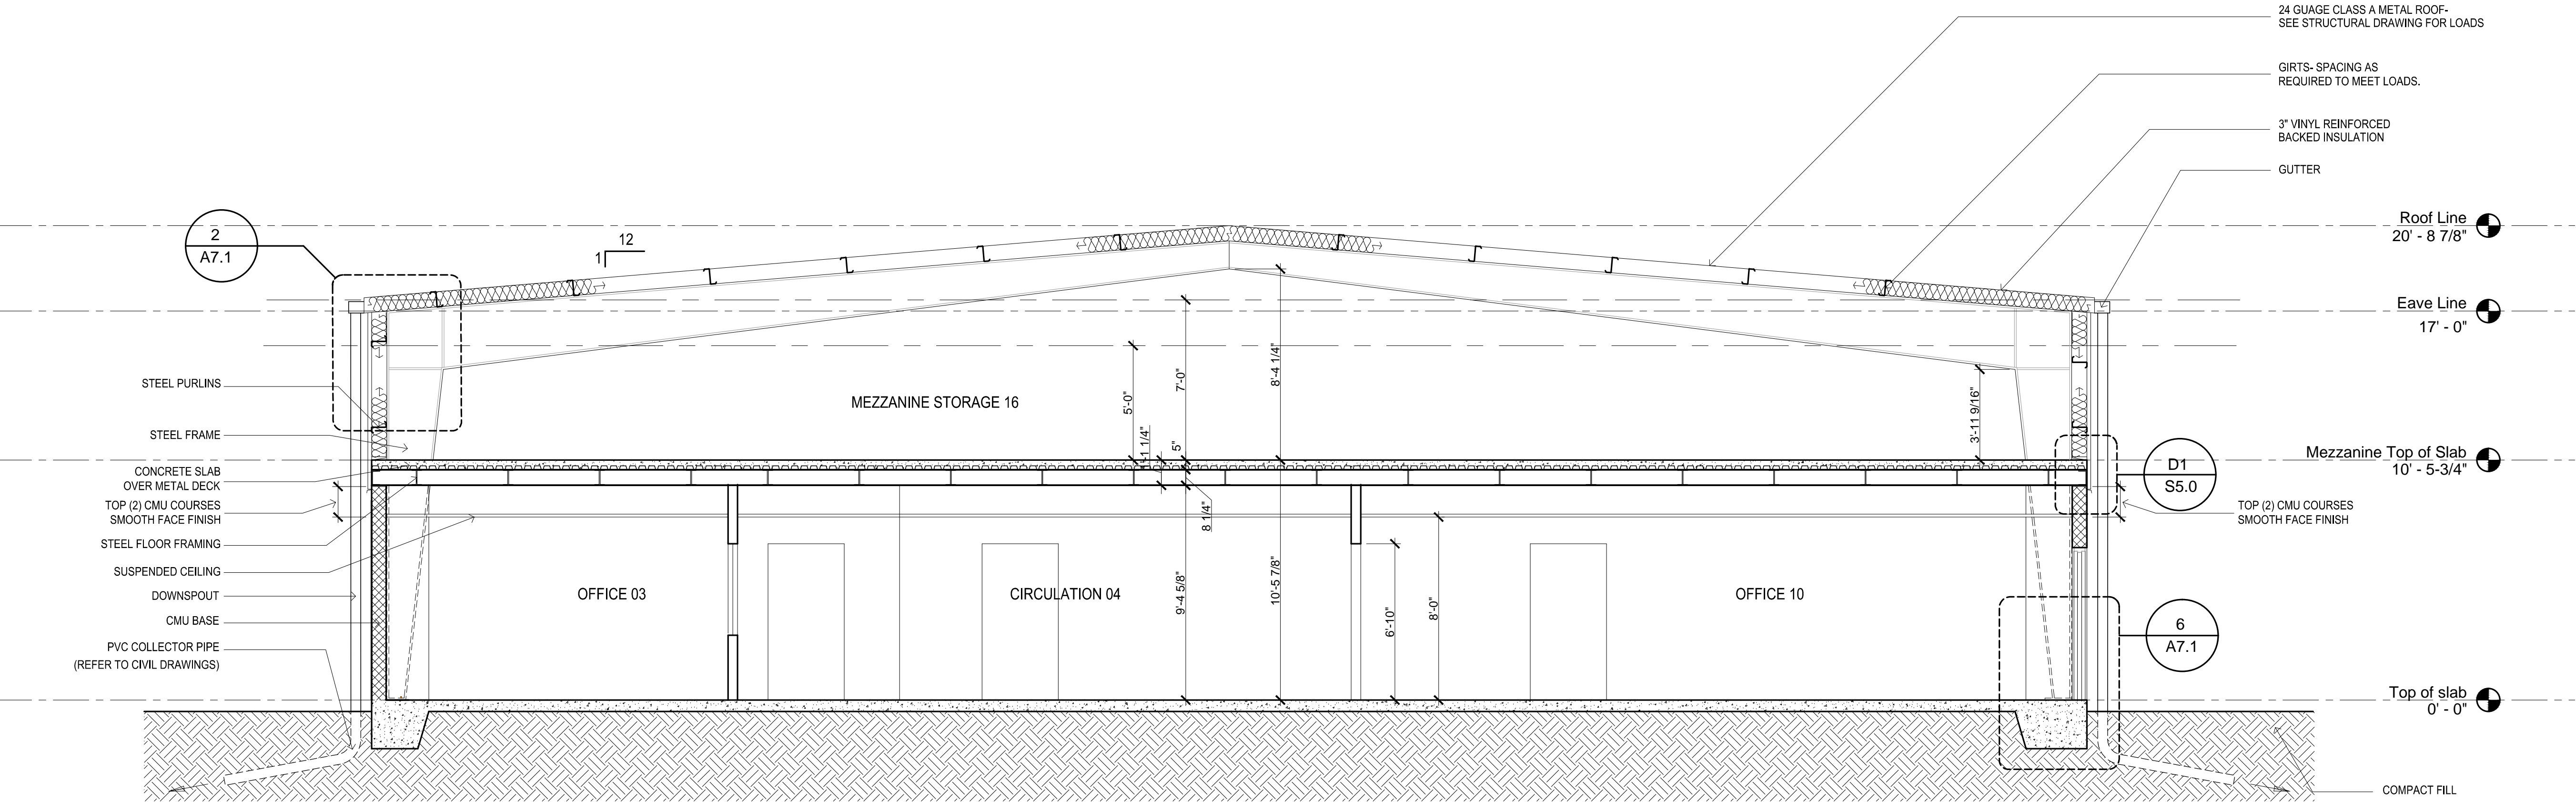 24 GUAGE CLASS A METAL ROOF-
SEE STRUCTURAL DRAWING FOR LOADS
GIRTS- SPACING AS
REQUIRED TO MEET LOADS.
3" VINYL REINFORCED
BACKED INSULATION
GUTTER
2
A7.1
12
1
Roof Line
20' - 8 7/8"
Eave Line
17' - 0"
STEEL PURLINS
STEEL FRAME
CONCRETE SLAB
OVER METAL DECK
TOP (2) CMU COURSES
SMOOTH FACE FINISH
STEEL FLOOR FRAMING
SUSPENDED CEILING
DOWNSPOUT
CMU BASE
PVC COLLECTOR PIPE
(REFER TO CIVIL DRAWINGS)
MEZZANINE STORAGE 16
5'-0"
7'-0"
8'-4 1/4"
3'-11 9/16"
1'-1 1/4"
5"
8 1/4"
Mezzanine Top of Slab
10' - 5-3/4"
D1
S5.0
TOP (2) CMU COURSES
SMOOTH FACE FINISH
OFFICE 03
CIRCULATION 04
OFFICE 10
9'-4 5/8"
10'-5 7/8"
6'-10"
8'-0"
6
A7.1
Top of slab
0' - 0"
COMPACT FILL